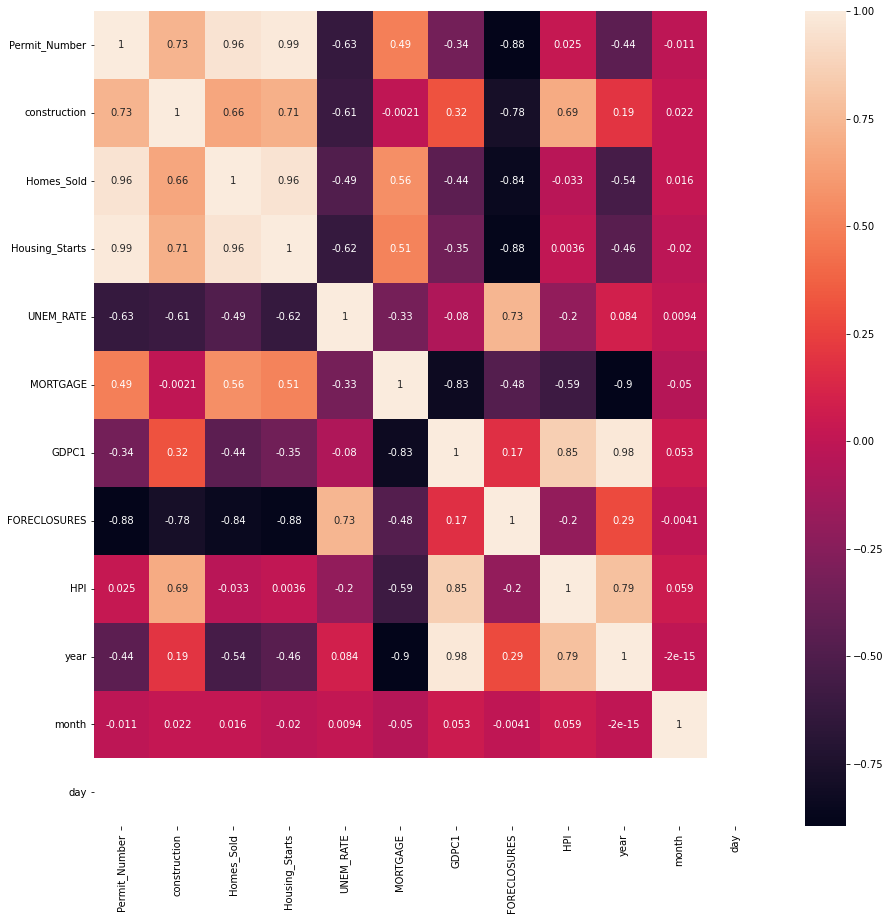 Permit_Number 1 0.73 0.96 0.99 -0.63 0.49 -0.34 -0.88 0.025 -0.44 -0.011
construction 0.73 1 0.66 0.71 -0.61 -0.0021 0.32 -0.78 0.69 0.19 0.022
Homes_Sold 0.96 0.66 1 0.96 -0.49 0.56 -0.44 -0.84 -0.033 -0.54 0.016
Housing_Starts 0.99 0.71 0.96 1 -0.62 0.51 -0.35 -0.88 0.0036 -0.46 -0.02
UNEM_RATE -0.63 -0.61 -0.49 -0.62 1 -0.33 -0.08 0.73 -0.2 0.084 0.0094
MORTGAGE 0.49 -0.0021 0.56 0.51 -0.33 1 -0.83 -0.48 -0.59 -0.9 -0.05
GDPC1 -0.34 0.32 -0.44 -0.35 -0.08 -0.83 1 0.17 0.85 0.98 0.053
FORECLOSURES -0.88 -0.78 -0.84 -0.88 0.73 -0.48 0.17 1 -0.2 0.29 -0.0041
HPI 0.025 0.69 -0.033 0.0036 -0.2 -0.59 0.85 -0.2 1 0.79 0.059
year -0.44 0.19 -0.54 -0.46 0.084 -0.9 0.98 0.29 0.79 1 -2e-15
month -0.011 0.022 0.016 -0.02 0.0094 -0.05 0.053 -0.0041 0.059 -2e-15 1
day
Permit_Number
construction
Homes_Sold
Housing_Starts
UNEM_RATE
MORTGAGE
GDPC1
FORECLOSURES
HPI
year
month
day
1.00
0.75
0.50
0.25
0.00
−0.25
−0.50
−0.75